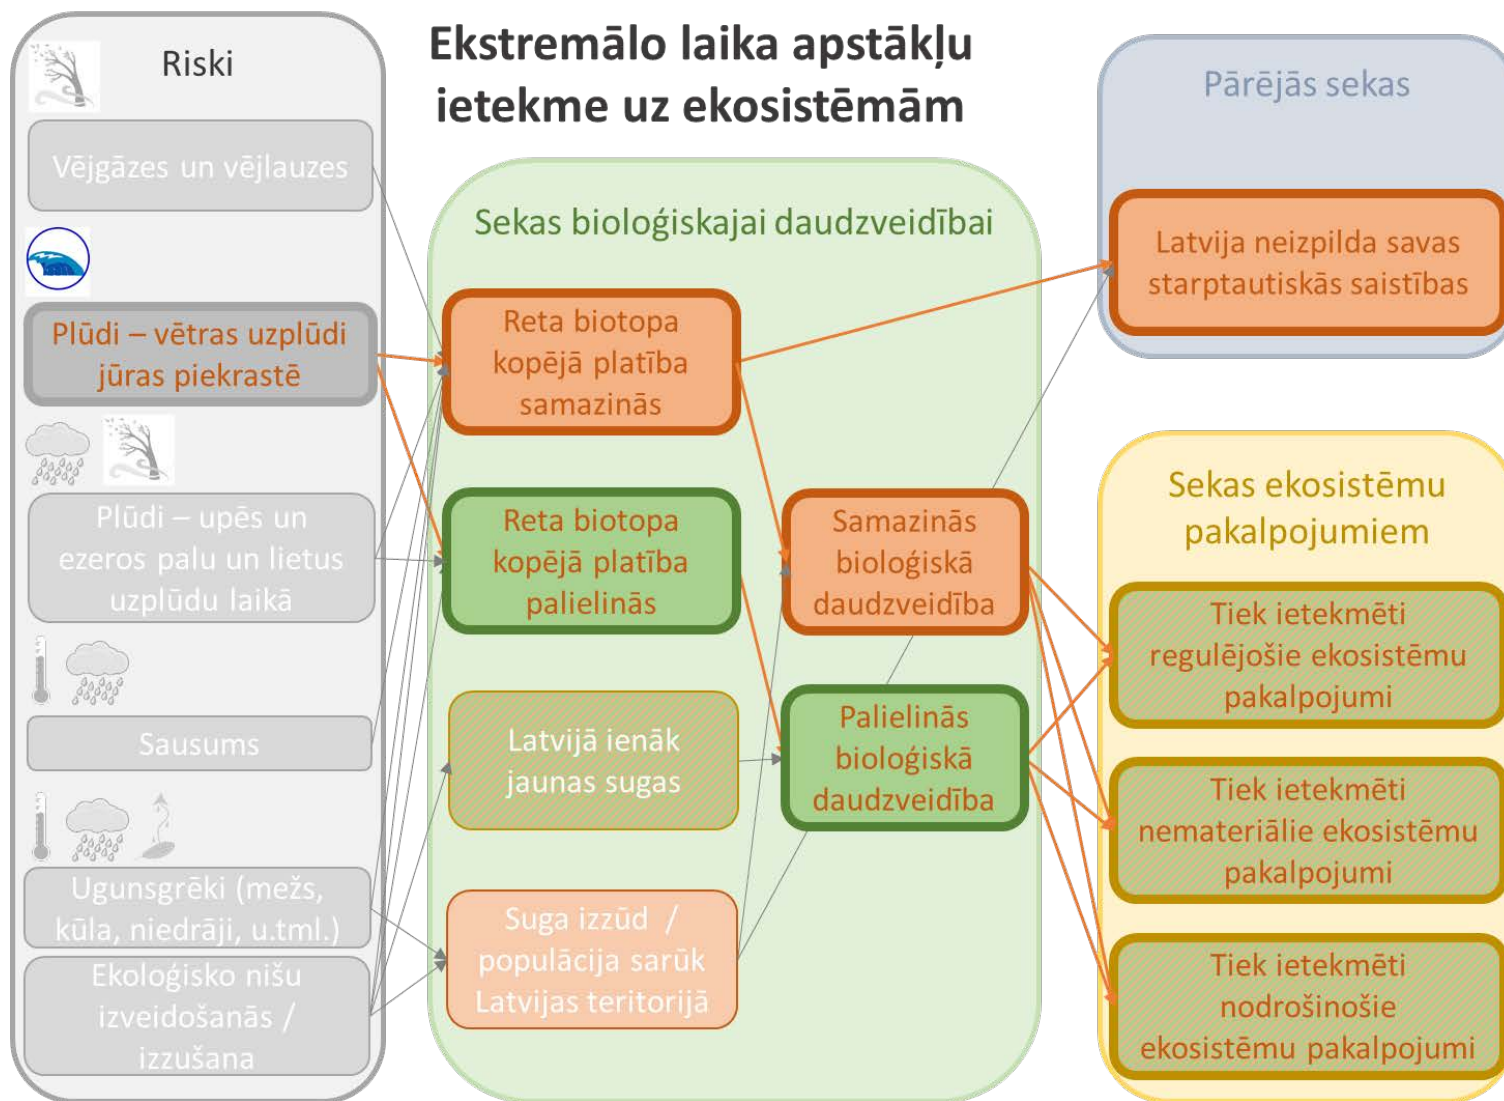 Ekstremālo laika apstākļu
ietekme uz ekosistēmām
Riski
Vējgāzes un vējlauzes
Plūdi – vētras uzplūdi
jūras piekrastē
Plūdi – upēs un
ezeros palu un lietus
uzplūdu laikā
Sausums
Ugunsgrēki (mežs,
kūla, niedrāji, u.tml.)
Ekoloģisko nišu
izveidošanās /
izzušana
Sekas bioloģiskajai daudzveidībai
Reta biotopa
kopējā platība
samazinās
Reta biotopa
kopējā platība
palielinās
Latvijā ienāk
jaunas sugas
Suga izzūd /
populācija sarūk
Latvijas teritorijā
Samazinās
bioloģiskā
daudzveidība
Palielinās
bioloģiskā
daudzveidība
Pārējās sekas
Latvija neizpilda savas
starptautiskās saistības
Sekas ekosistēmu
pakalpojumiem
Tiek ietekmēti
regulējošie ekosistēmu
pakalpojumi
Tiek ietekmēti
nemateriālie ekosistēmu
pakalpojumi
Tiek ietekmēti
nodrošinošie
ekosistēmu pakalpojumi